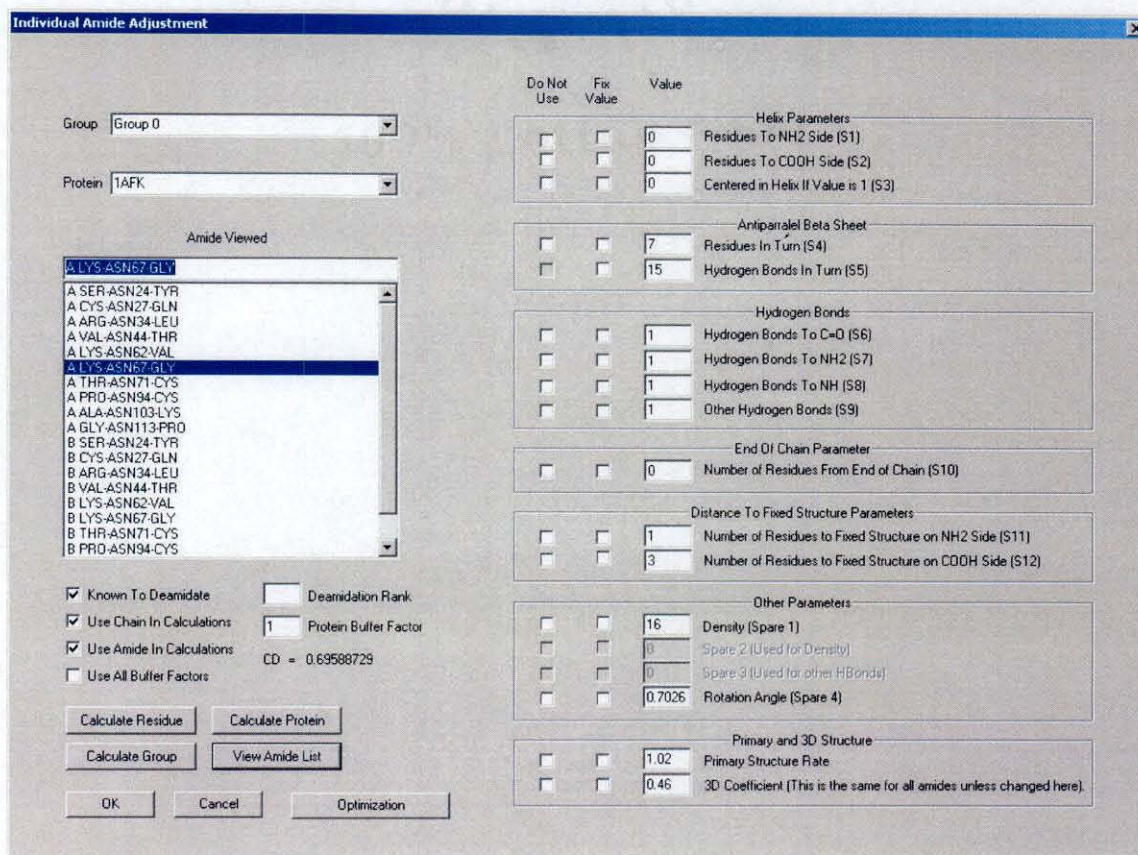 Individual Amide Adjustment
Group Group 0
Protein 1AFK
Amide Viewed
A LYS-ASN67-GLY
A SER-ASN24-TYR
A CYS-ASN27-GLN
A ARG-ASN34-LEU
A VAL-ASN44-THR
A LYS-ASN62-VAL
A LYS-ASN67-GLY
A THR-ASN71-CYS
A PRO-ASN94-CYS
A ALA-ASN103-LYS
A GLY-ASN113-PRO
B SER-ASN24-TYR
B CYS-ASN27-GLN
B ARG-ASN34-LEU
B VAL-ASN44-THR
B LYS-ASN62-VAL
B LYS-ASN67-GLY
B THR-ASN71-CYS
B PRO-ASN94-CYS
Known To Deamidate
Deamidation Rank
Use Chain In Calculations
1 Protein Buffer Factor
Use Amide In Calculations
CD = 0.69588729
Use All Buffer Factors
Calculate Residue
Calculate Protein
Calculate Group
View Amide List
OK
Cancel
Optimization
Do Not Use
Fix Value
Value
Helix Parameters
0 Residues To NH2 Side (S1)
0 Residues To COOH Side (S2)
0 Centered in Helix If Value is 1 (S3)
Antiparralel Beta Sheet
7 Residues In Turn (S4)
15 Hydrogen Bonds In Turn (S5)
Hydrogen Bonds
1 Hydrogen Bonds To C=O (S6)
1 Hydrogen Bonds To NH2 (S7)
1 Hydrogen Bonds To NH (S8)
1 Other Hydrogen Bonds (S9)
End Of Chain Parameter
0 Number of Residues From End of Chain (S10)
Distance To Fixed Structure Parameters
1 Number of Residues to Fixed Structure on NH2 Side (S11)
3 Number of Residues to Fixed Structure on COOH Side (S12)
Other Parameters
16 Density (Spare 1)
0 Spare 2 (Used for Density)
0 Spare 3 (Used for other HBonds)
0.7026 Rotation Angle (Spare 4)
Primary and 3D Structure
1.02 Primary Structure Rate
0.46 3D Coefficient (This is the same for all amides unless changed here).